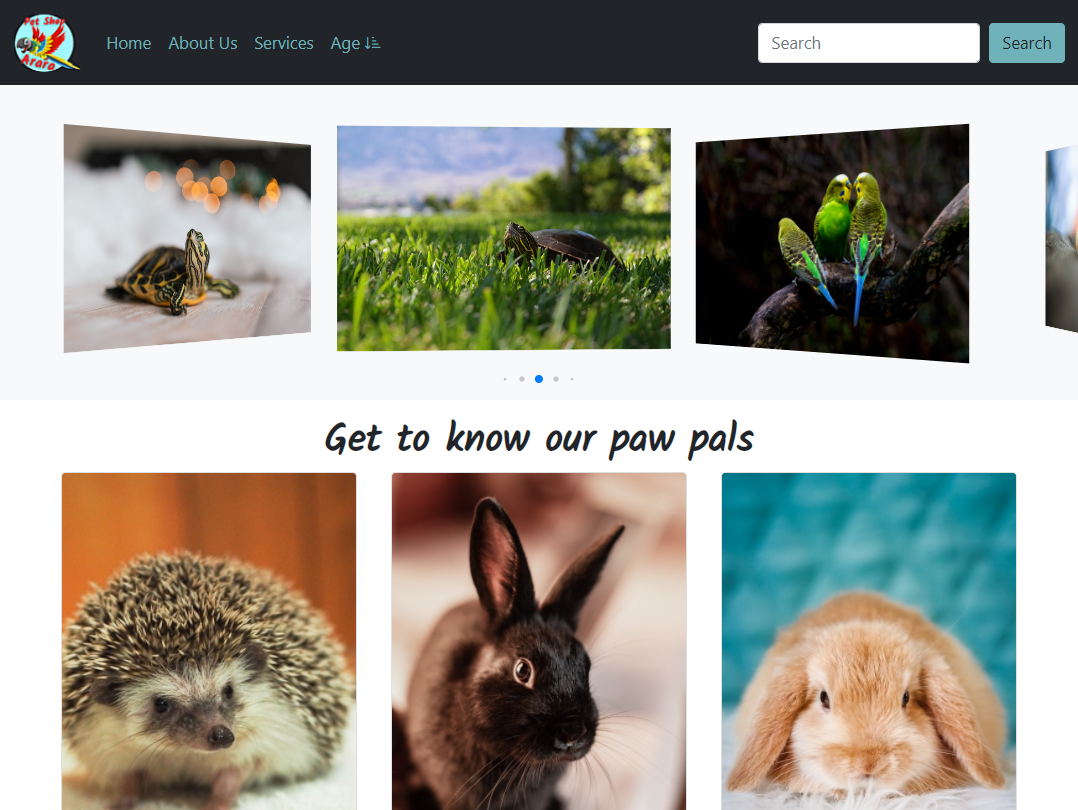 Pet Shop
Arara
Home
About Us
Services
Age
Search
Search
Get to know our paw pals